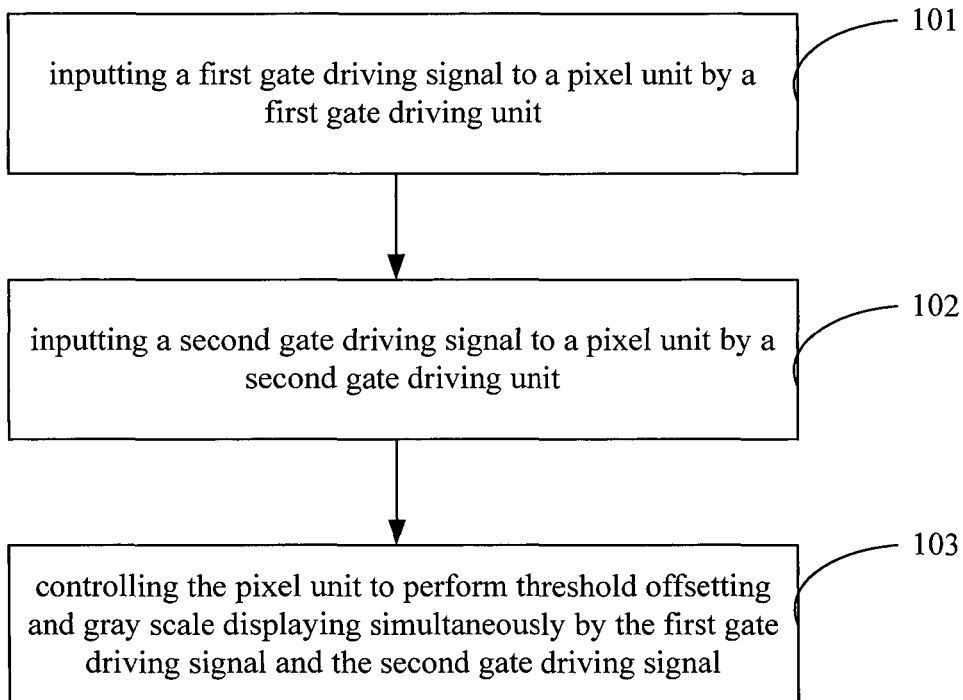 101
inputting a first gate driving signal to a pixel unit by a
first gate driving unit
102
inputting a second gate driving signal to a pixel unit by a
second gate driving unit
103
controlling the pixel unit to perform threshold offsetting
and gray scale displaying simultaneously by the first gate
driving signal and the second gate driving signal